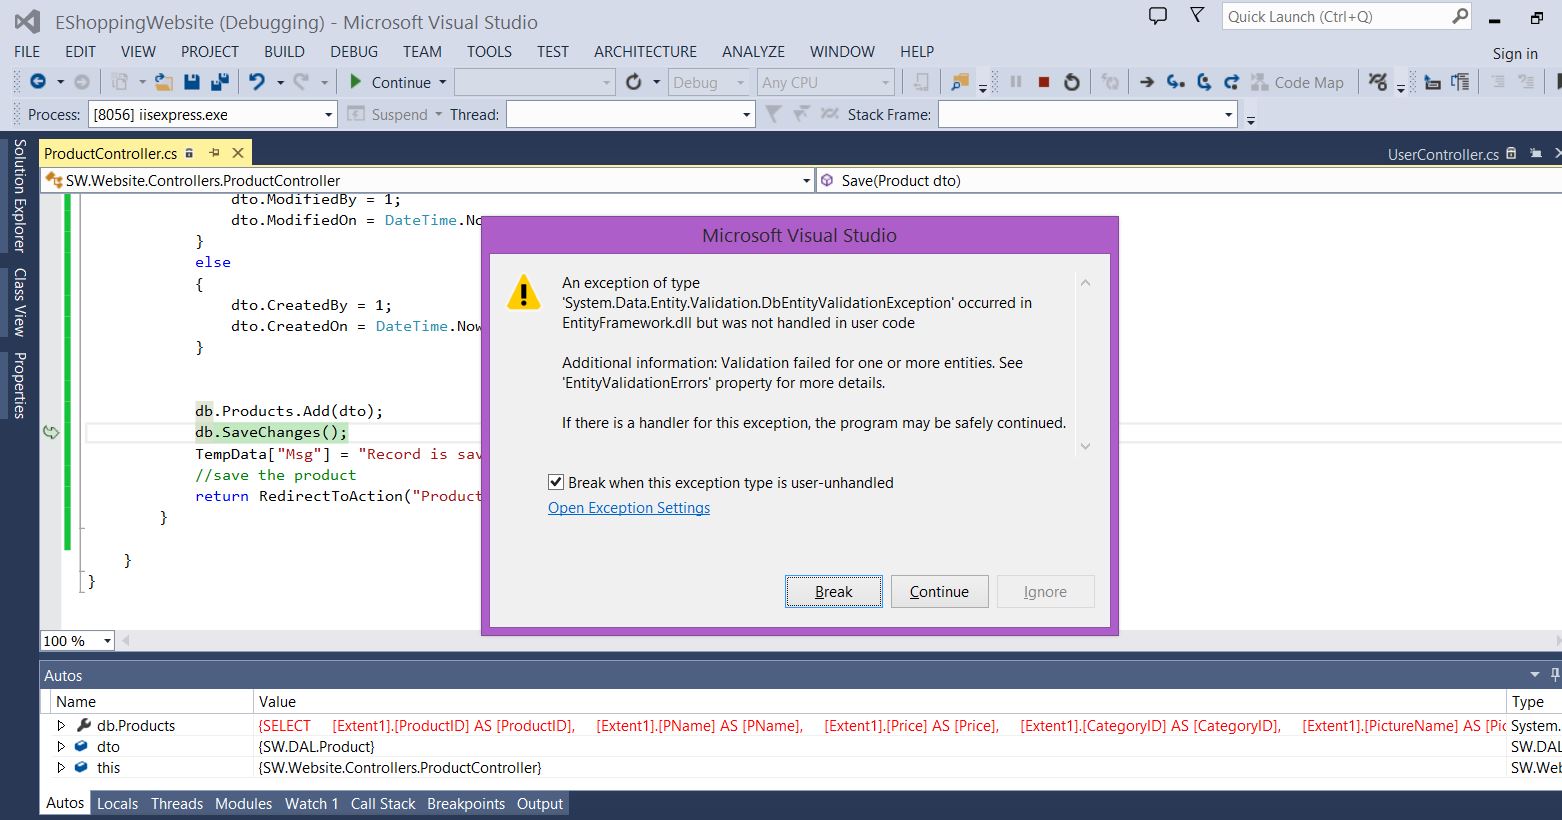 EShoppingWebsite (Debugging) - Microsoft Visual Studio
Quick Launch (Ctrl+Q)
FILE EDIT VIEW PROJECT BUILD DEBUG TEAM TOOLS TEST ARCHITECTURE ANALYZE WINDOW HELP
Sign in
Continue Debug Any CPU Code Map
Process: [8056] iisexpress.exe Suspend Thread: Stack Frame:
Solution Explorer
Class View
Properties
ProductController.cs
UserController.cs
SW.Website.Controllers.ProductController
Save(Product dto)
dto.ModifiedBy = 1;
dto.ModifiedOn = DateTime.No
}
else
{
dto.CreatedBy = 1;
dto.CreatedOn = DateTime.Now
}
db.Products.Add(dto);
db.SaveChanges();
TempData["Msg"] = "Record is sav
//save the product
return RedirectToAction("Product
}
}
}
Microsoft Visual Studio
An exception of type
'System.Data.Entity.Validation.DbEntityValidationException' occurred in
EntityFramework.dll but was not handled in user code
Additional information: Validation failed for one or more entities. See
'EntityValidationErrors' property for more details.
If there is a handler for this exception, the program may be safely continued.
Break when this exception type is user-unhandled
Open Exception Settings
Break Continue Ignore
100 %
Autos
Name Value Type
db.Products {SELECT [Extent1].[ProductID] AS [ProductID], [Extent1].[PName] AS [PName], [Extent1].[Price] AS [Price], [Extent1].[CategoryID] AS [CategoryID], [Extent1].[PictureName] AS [Pic System.
dto {SW.DAL.Product} SW.DAL
this {SW.Website.Controllers.ProductController} SW.Web
Autos Locals Threads Modules Watch 1 Call Stack Breakpoints Output